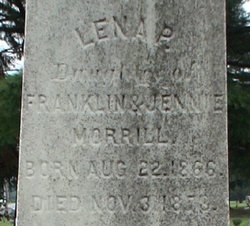 LENA P.
Daughter of
FRANKLIN & JENNIE
MORRILL.
BORN AUG 22. 1866.
DIED NOV. 3